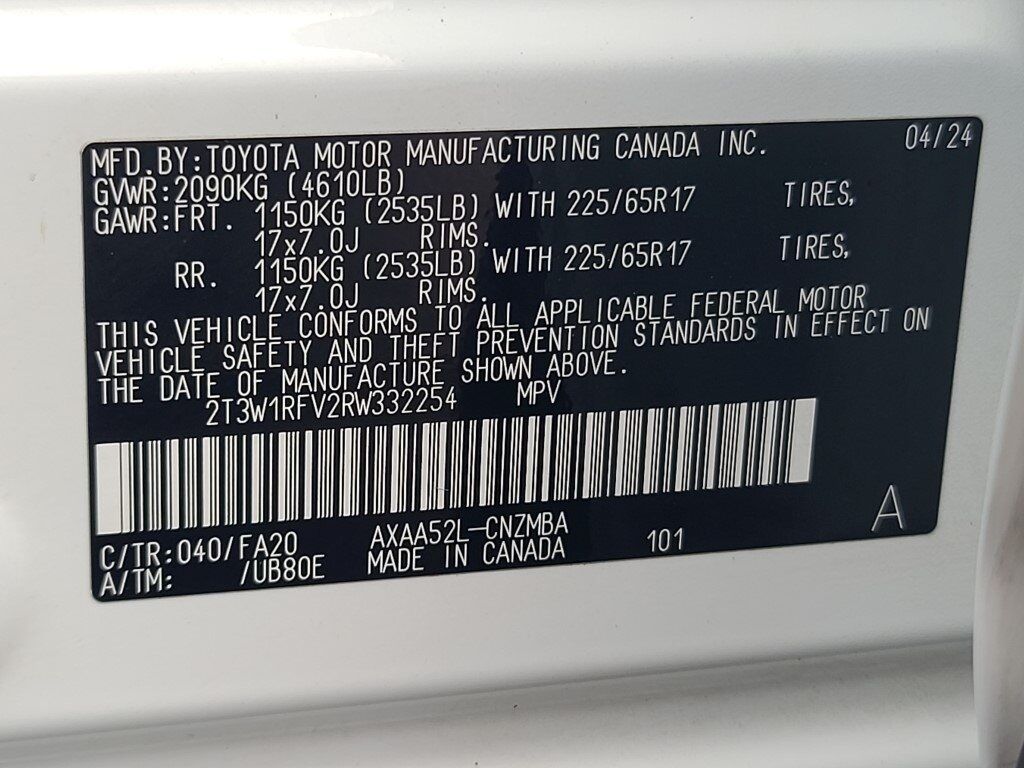 MFD.BY:TOYOTA MOTOR MANUFACTURING CANADA INC. 04/24
GVWR:2090KG (4610LB)
GAWR:FRT. 1150KG (2535LB) WITH 225/65R17 TIRES,
17x7.0J RIMS.
RR. 1150KG (2535LB) WITH 225/65R17 TIRES,
17x7.0J RIMS.
THIS VEHICLE CONFORMS TO ALL APPLICABLE FEDERAL MOTOR
VEHICLE SAFETY AND THEFT PREVENTION STANDARDS IN EFFECT ON
THE DATE OF MANUFACTURE SHOWN ABOVE.
2T3W1RFV2RW332254 MPV
C/TR:040/FA20 AXAA52L-CNZMBA 101 A
A/TM: /UB80E MADE IN CANADA